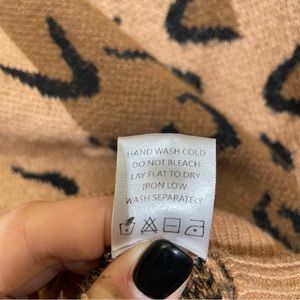 HAND WASH COLD
DO NOT BLEACH
LAY FLAT TO DRY
IRON LOW
WASH SEPARATELY